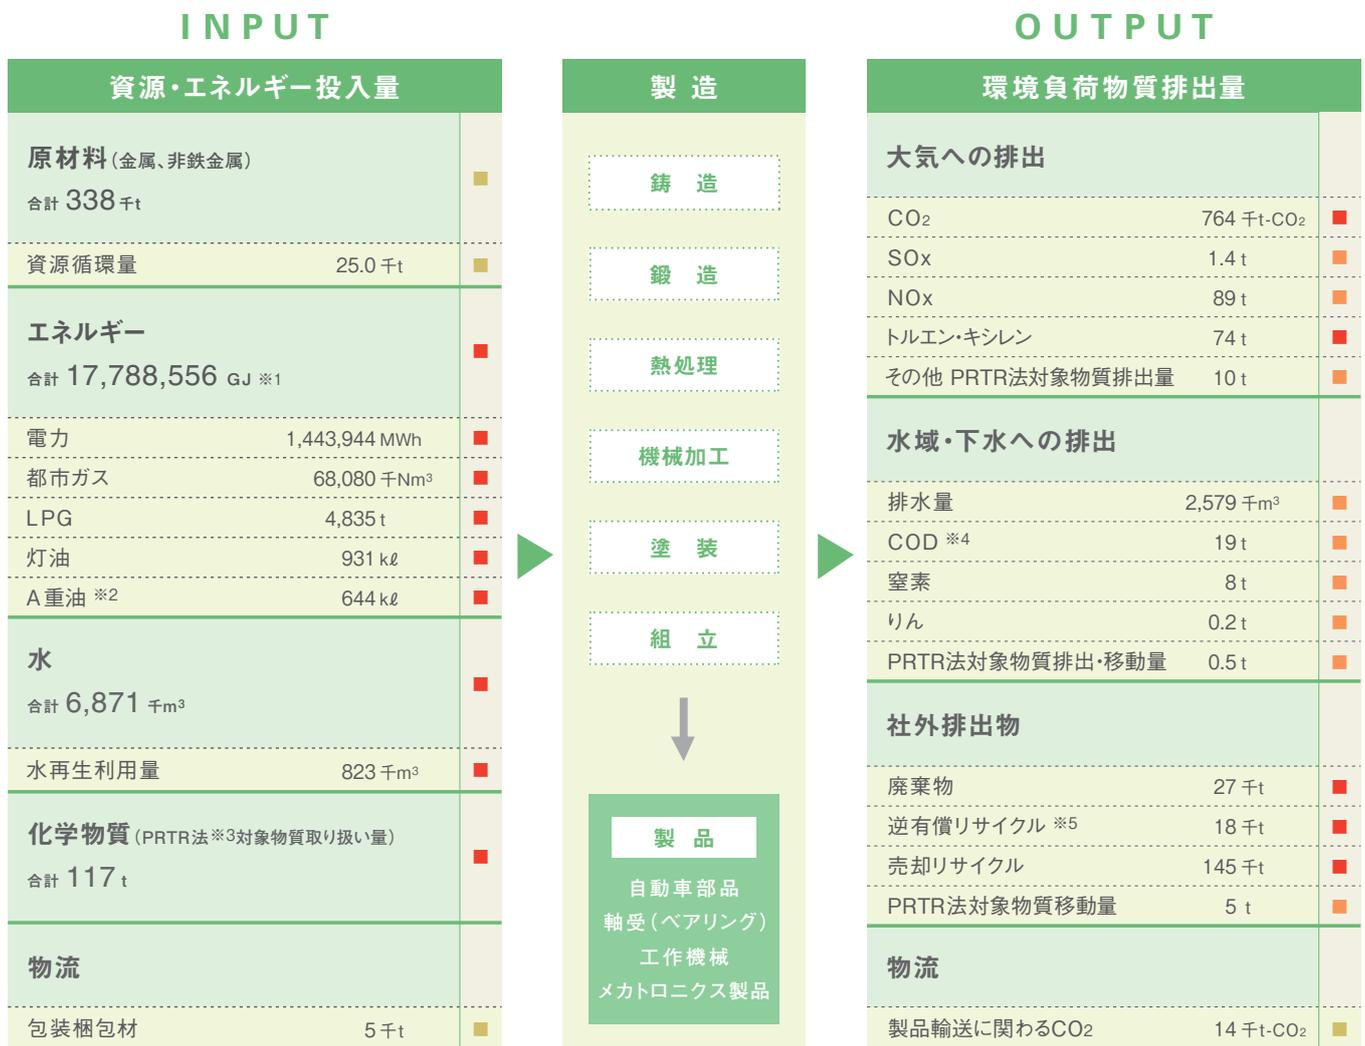 INPUT
資源・エネルギー投入量
原材料(金属、非鉄金属)
合計 338 千t
資源循環量 25.0 千t
エネルギー
合計 17,788,556 GJ ※1
電力 1,443,944 MWh
都市ガス 68,080 千Nm³
LPG 4,835 t
灯油 931 kℓ
A重油 ※2 644 kℓ
水
合計 6,871 千m³
水再生利用量 823 千m³
化学物質(PRTR法※3対象物質取り扱い量)
合計 117 t
物流
包装梱包材 5 千t
製 造
鋳 造
鍛 造
熱処理
機械加工
塗 装
組 立
製 品
自動車部品
軸受(ベアリング)
工作機械
メカトロニクス製品
OUTPUT
環境負荷物質排出量
大気への排出
CO₂ 764 千t-CO₂
SOx 1.4 t
NOx 89 t
トルエン・キシレン 74 t
その他 PRTR法対象物質排出量 10 t
水域・下水への排出
排水量 2,579 千m³
COD ※4 19 t
窒素 8 t
りん 0.2 t
PRTR法対象物質排出・移動量 0.5 t
社外排出物
廃棄物 27 千t
逆有償リサイクル ※5 18 千t
売却リサイクル 145 千t
PRTR法対象物質移動量 5 t
物流
製品輸送に関わるCO₂ 14 千t-CO₂